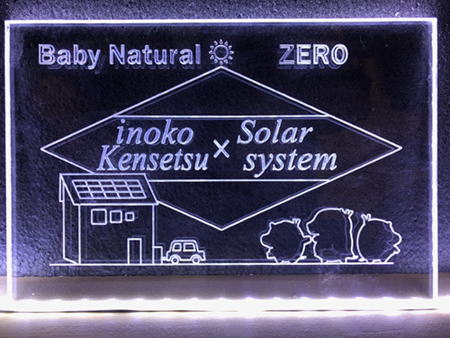 Baby Natural ZERO
inoko Solar
Kensetsu × system